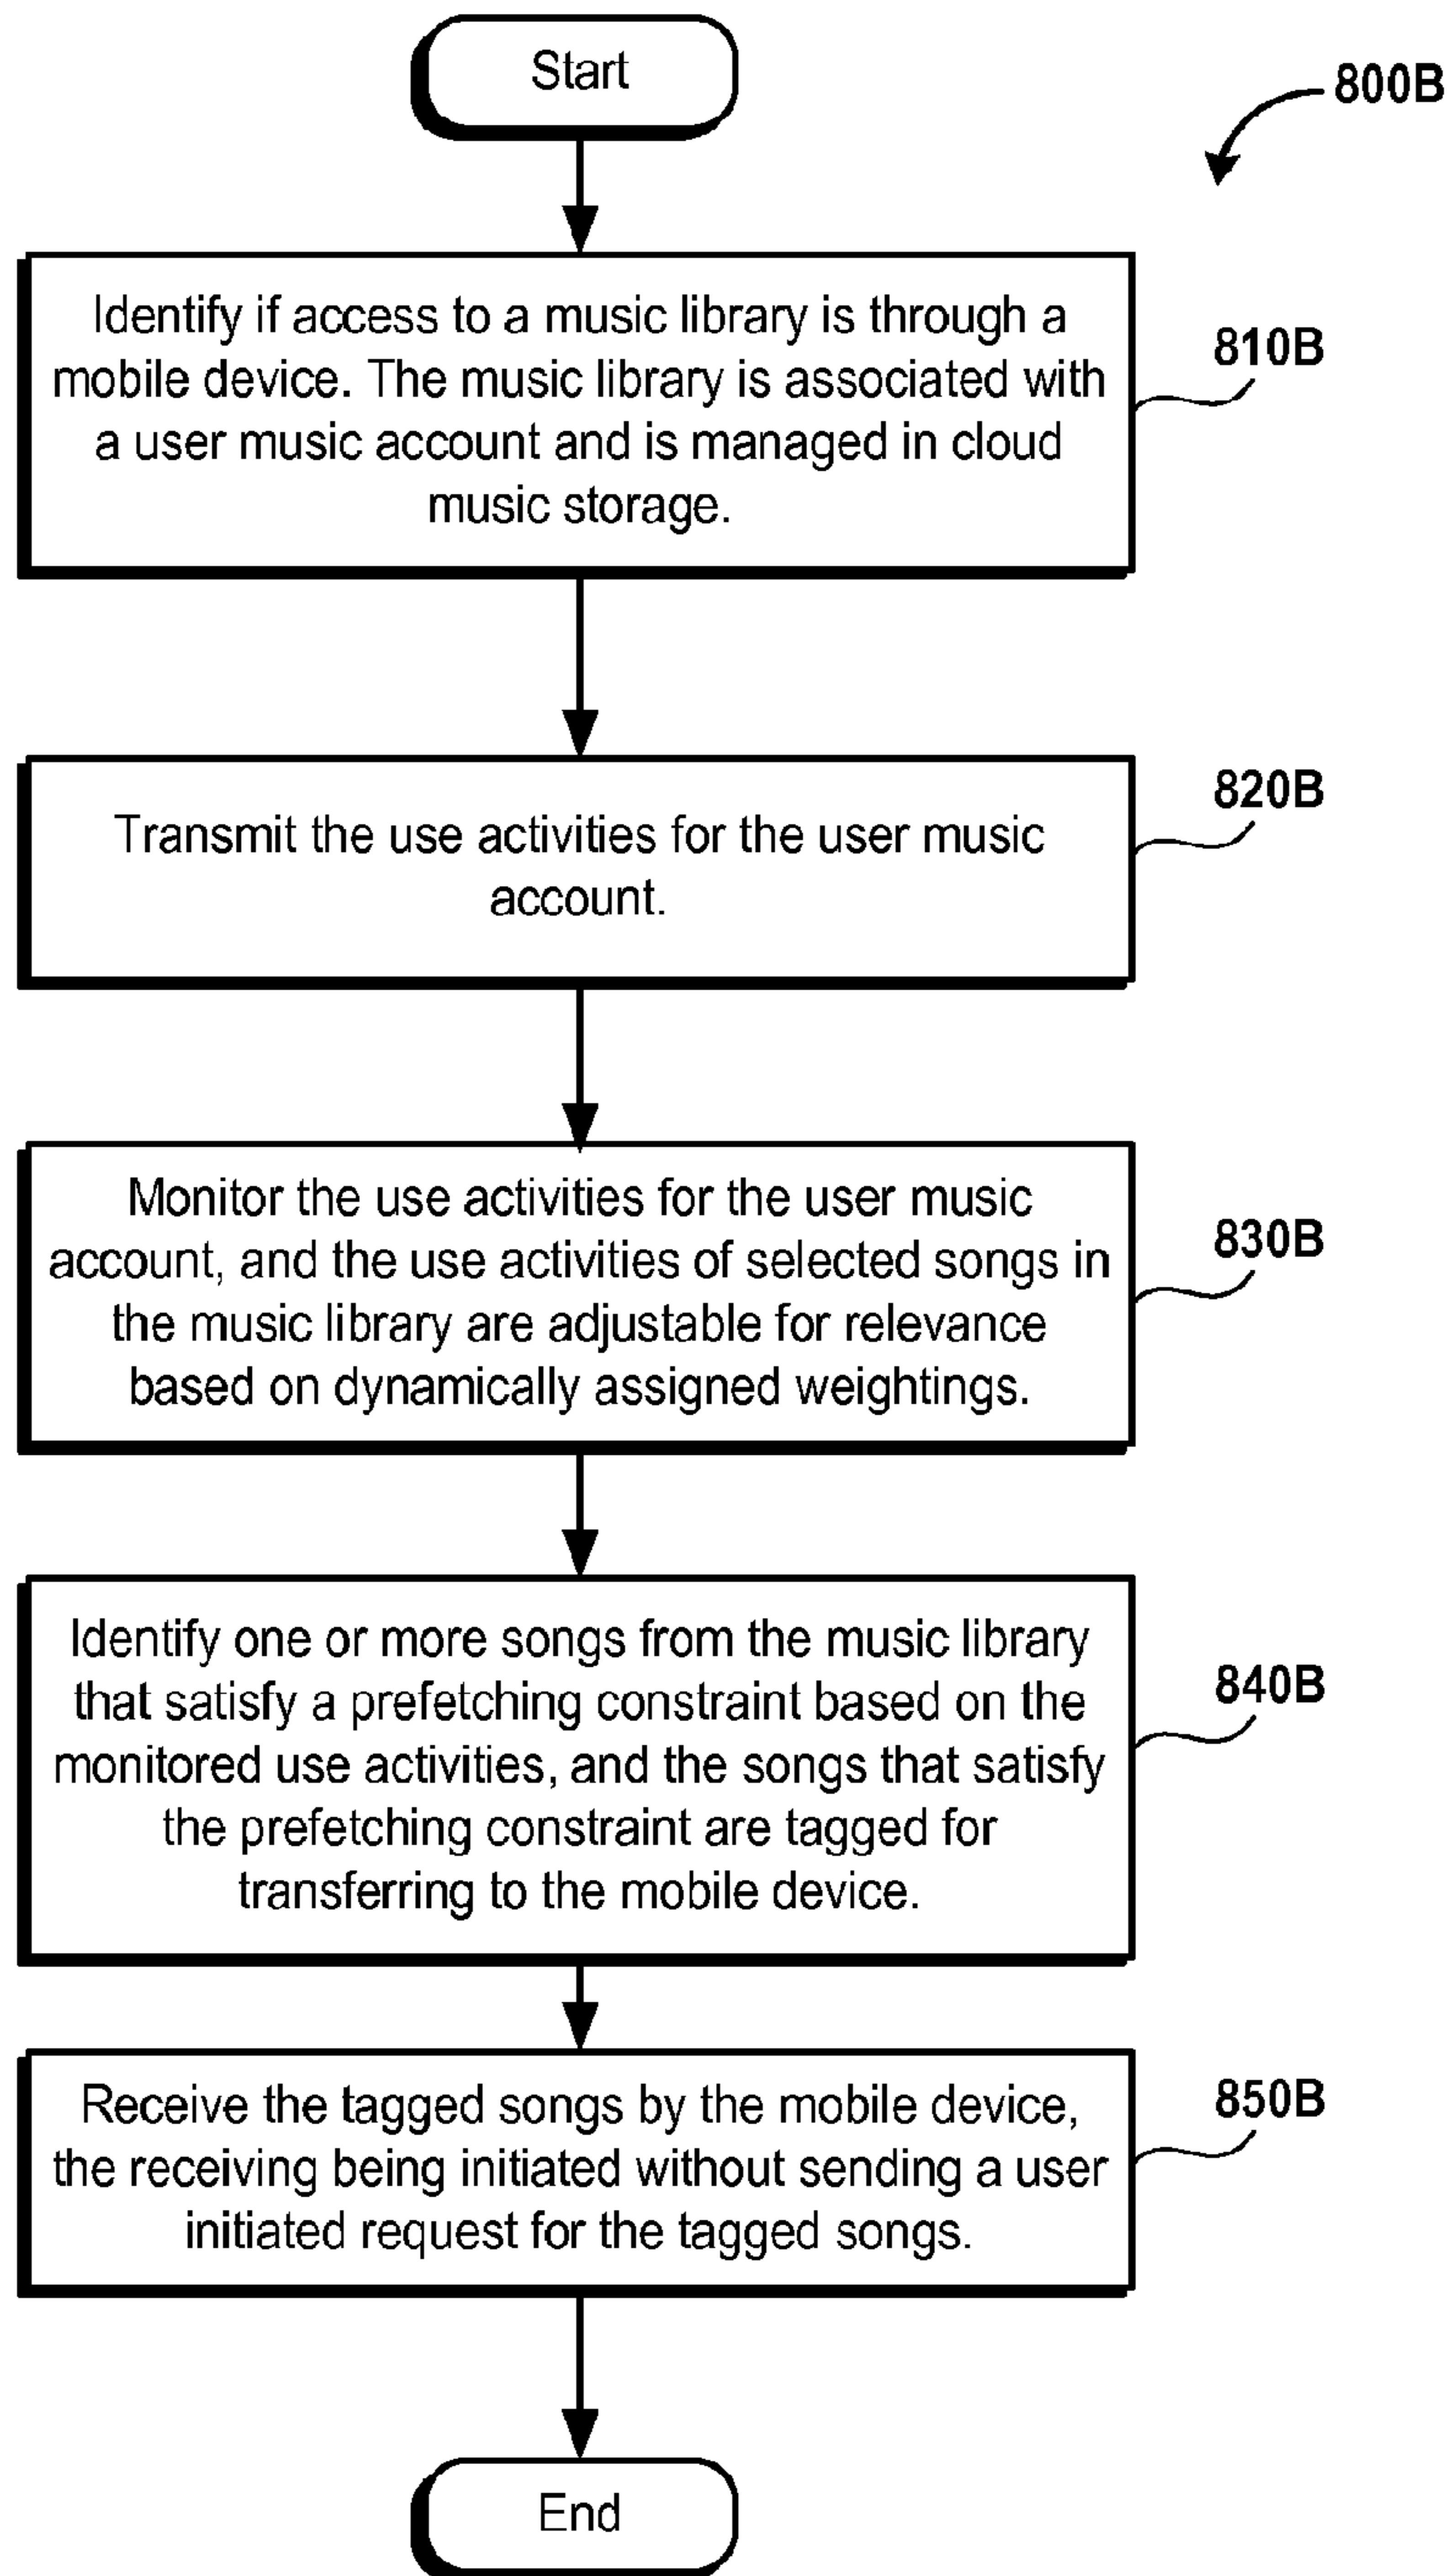 Start
800B
Identify if access to a music library is through a
mobile device. The music library is associated with
a user music account and is managed in cloud
music storage.
810B
Transmit the use activities for the user music
account.
820B
Monitor the use activities for the user music
account, and the use activities of selected songs in
the music library are adjustable for relevance
based on dynamically assigned weightings.
830B
Identify one or more songs from the music library
that satisfy a prefetching constraint based on the
monitored use activities, and the songs that satisfy
the prefetching constraint are tagged for
transferring to the mobile device.
840B
Receive the tagged songs by the mobile device,
the receiving being initiated without sending a user
initiated request for the tagged songs.
850B
End